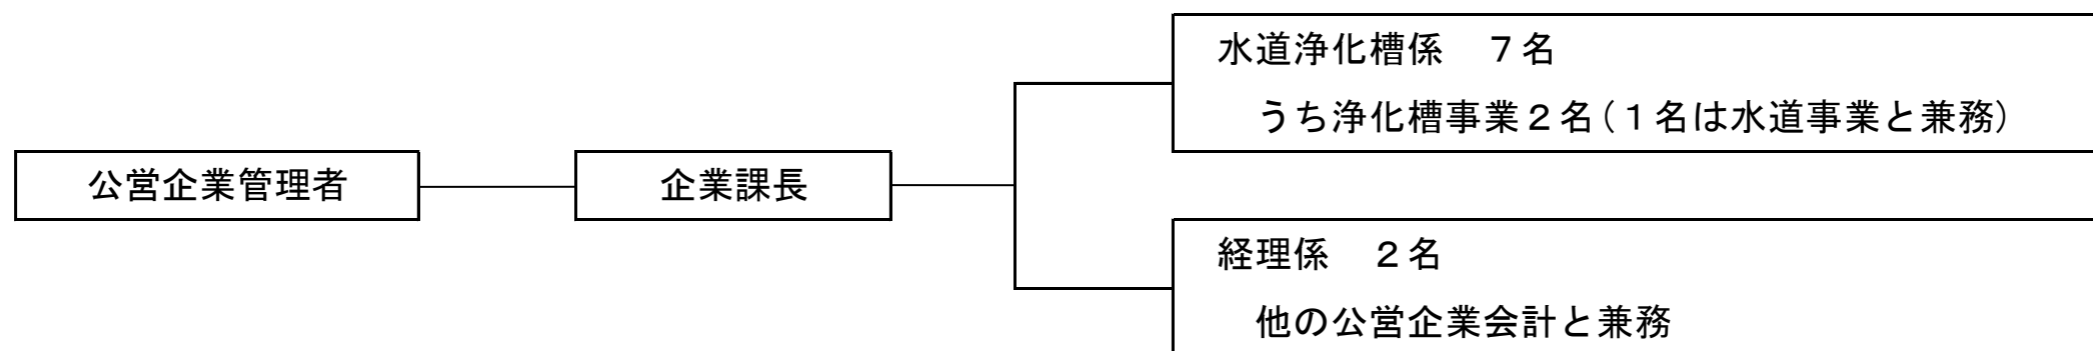 公営企業管理者
企業課長
水道浄化槽係　７名
うち浄化槽事業２名（１名は水道事業と兼務）
経理係　２名
他の公営企業会計と兼務